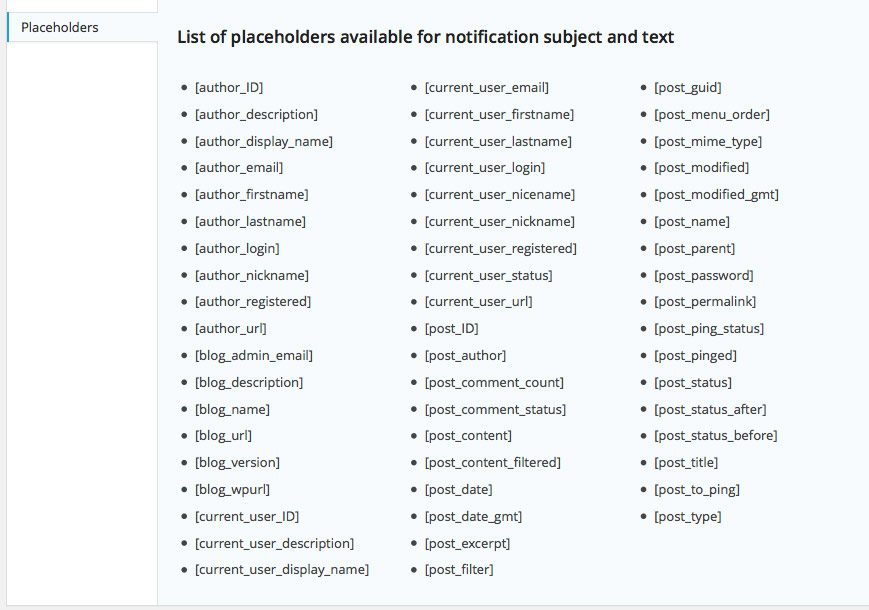 Placeholders
List of placeholders available for notification subject and text
[author_ID]
[author_description]
[author_display_name]
[author_email]
[author_firstname]
[author_lastname]
[author_login]
[author_nickname]
[author_registered]
[author_url]
[blog_admin_email]
[blog_description]
[blog_name]
[blog_url]
[blog_version]
[blog_wpurl]
[current_user_ID]
[current_user_description]
[current_user_display_name]
[current_user_email]
[current_user_firstname]
[current_user_lastname]
[current_user_login]
[current_user_nicename]
[current_user_nickname]
[current_user_registered]
[current_user_status]
[current_user_url]
[post_ID]
[post_author]
[post_comment_count]
[post_comment_status]
[post_content]
[post_content_filtered]
[post_date]
[post_date_gmt]
[post_excerpt]
[post_filter]
[post_guid]
[post_menu_order]
[post_mime_type]
[post_modified]
[post_modified_gmt]
[post_name]
[post_parent]
[post_password]
[post_permalink]
[post_ping_status]
[post_pinged]
[post_status]
[post_status_after]
[post_status_before]
[post_title]
[post_to_ping]
[post_type]